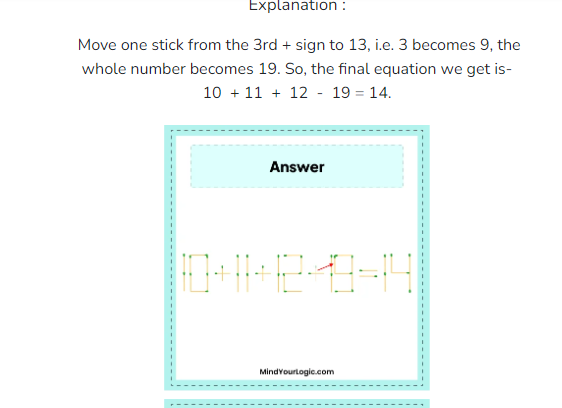 Explanation :
Move one stick from the 3rd + sign to 13, i.e. 3 becomes 9, the
whole number becomes 19. So, the final equation we get is-
10 + 11 + 12 - 19 = 14.
Answer
10+11+12-19=14
MindYourLogic.com